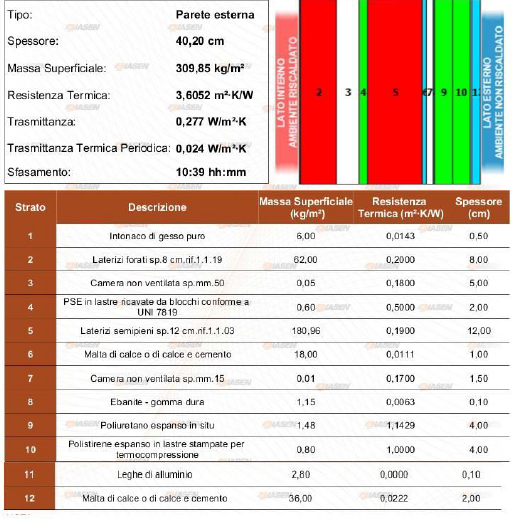 Tipo: Parete esterna
Spessore: 40,20 cm
Massa Superficiale: 309,85 kg/m²
Resistenza Termica: 3,6052 m²·K/W
Trasmittanza: 0,277 W/m²·K
Trasmittanza Termica Periodica: 0,024 W/m²·K
Sfasamento: 10:39 hh:mm
LATO INTERNO
AMBIENTE RISCALDATO
2 3 4 5 7 9 10 1
LATO ESTERNO
AMBIENTE NON RISCALDATO
Strato Descrizione Massa Superficiale (kg/m²) Resistenza Termica (m²·K/W) Spessore (cm)
1 Intonaco di gesso puro 6,00 0,0143 0,50
2 Laterizi forati sp.8 cm.rif.1.1.19 62,00 0,2000 8,00
3 Camera non ventilata sp.mm.50 0,05 0,1800 5,00
4 PSE in lastre ricavate da blocchi conforme a UNI 7819 0,60 0,5000 2,00
5 Laterizi semipieni sp.12 cm.rif.1.1.03 180,96 0,1900 12,00
6 Malta di calce o di calce e cemento 18,00 0,0111 1,00
7 Camera non ventilata sp.mm.15 0,01 0,1700 1,50
8 Ebanite - gomma dura 1,15 0,0063 0,10
9 Poliuretano espanso in situ 1,48 1,1429 4,00
10 Polistirene espanso in lastre stampate per termocompressione 0,80 1,0000 4,00
11 Leghe di alluminio 2,80 0,0000 0,10
12 Malta di calce o di calce e cemento 36,00 0,0222 2,00